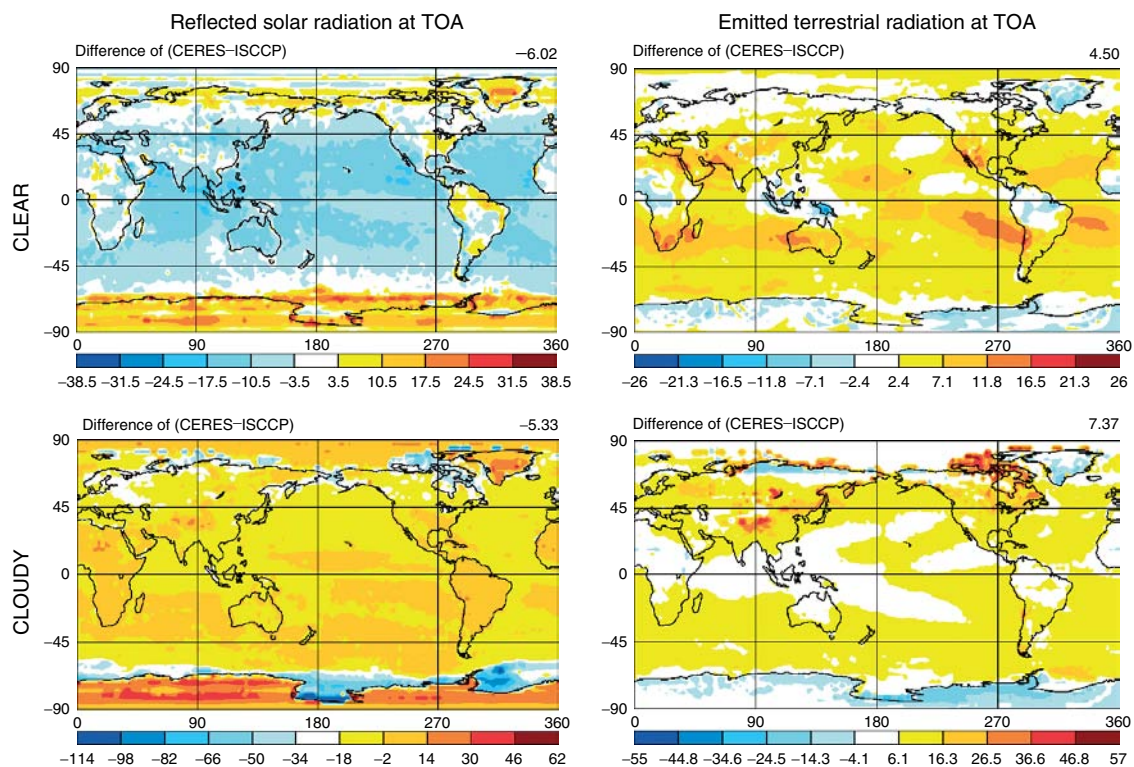 Reflected solar radiation at TOA
Emitted terrestrial radiation at TOA
Difference of (CERES−ISCCP) −6.02
Difference of (CERES−ISCCP) 4.50
CLEAR
90
45
0
−45
−90
0 90 180 270 360
−38.5 −31.5 −24.5 −17.5 −10.5 −3.5 3.5 10.5 17.5 24.5 31.5 38.5
90
45
0
−45
−90
0 90 180 270 360
−26 −21.3 −16.5 −11.8 −7.1 −2.4 2.4 7.1 11.8 16.5 21.3 26
Difference of (CERES−ISCCP) −5.33
Difference of (CERES−ISCCP) 7.37
CLOUDY
90
45
0
−45
−90
0 90 180 270 360
−114 −98 −82 −66 −50 −34 −18 −2 14 30 46 62
90
45
0
−45
−90
0 90 180 270 360
−55 −44.8 −34.6 −24.5 −14.3 −4.1 6.1 16.3 26.5 36.6 46.8 57